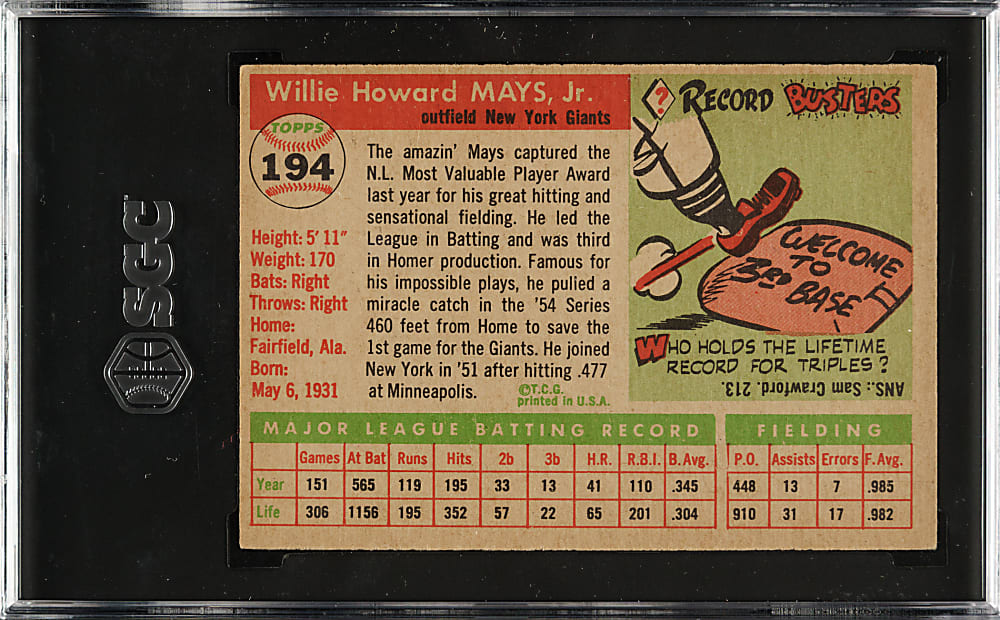 SGC
Willie Howard MAYS, Jr.
outfield New York Giants
TOPPS
194
Height: 5' 11"
Weight: 170
Bats: Right
Throws: Right
Home:
Fairfield, Ala.
Born:
May 6, 1931
The amazin' Mays captured the
N.L. Most Valuable Player Award
last year for his great hitting and
sensational fielding. He led the
League in Batting and was third
in Homer production. Famous for
his impossible plays, he pulled a
miracle catch in the '54 Series
460 feet from Home to save the
1st game for the Giants. He joined
New York in '51 after hitting .477
at Minneapolis.
©T.C.G.
printed in U.S.A.
? RECORD BUSTERS
WELCOME
TO
3RD BASE
WHO HOLDS THE LIFETIME
RECORD FOR TRIPLES?
ANS.: Sam Crawford. 213.
MAJOR LEAGUE BATTING RECORD FIELDING
Games At Bat Runs Hits 2b 3b H.R. R.B.I. B.Avg. P.O. Assists Errors F.Avg.
Year 151 565 119 195 33 13 41 110 .345 448 13 7 .985
Life 306 1156 195 352 57 22 65 201 .304 910 31 17 .982